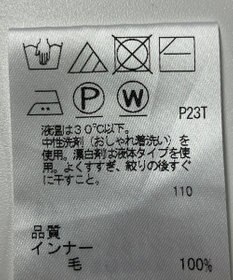 P W
P23T
液温は30℃以下。
中性洗剤(おしゃれ着洗い)を
使用。漂白剤は液体タイプを使
用。よくすすぎ、絞りの後すぐ
に干すこと。
110
品質
インナー
毛 100%